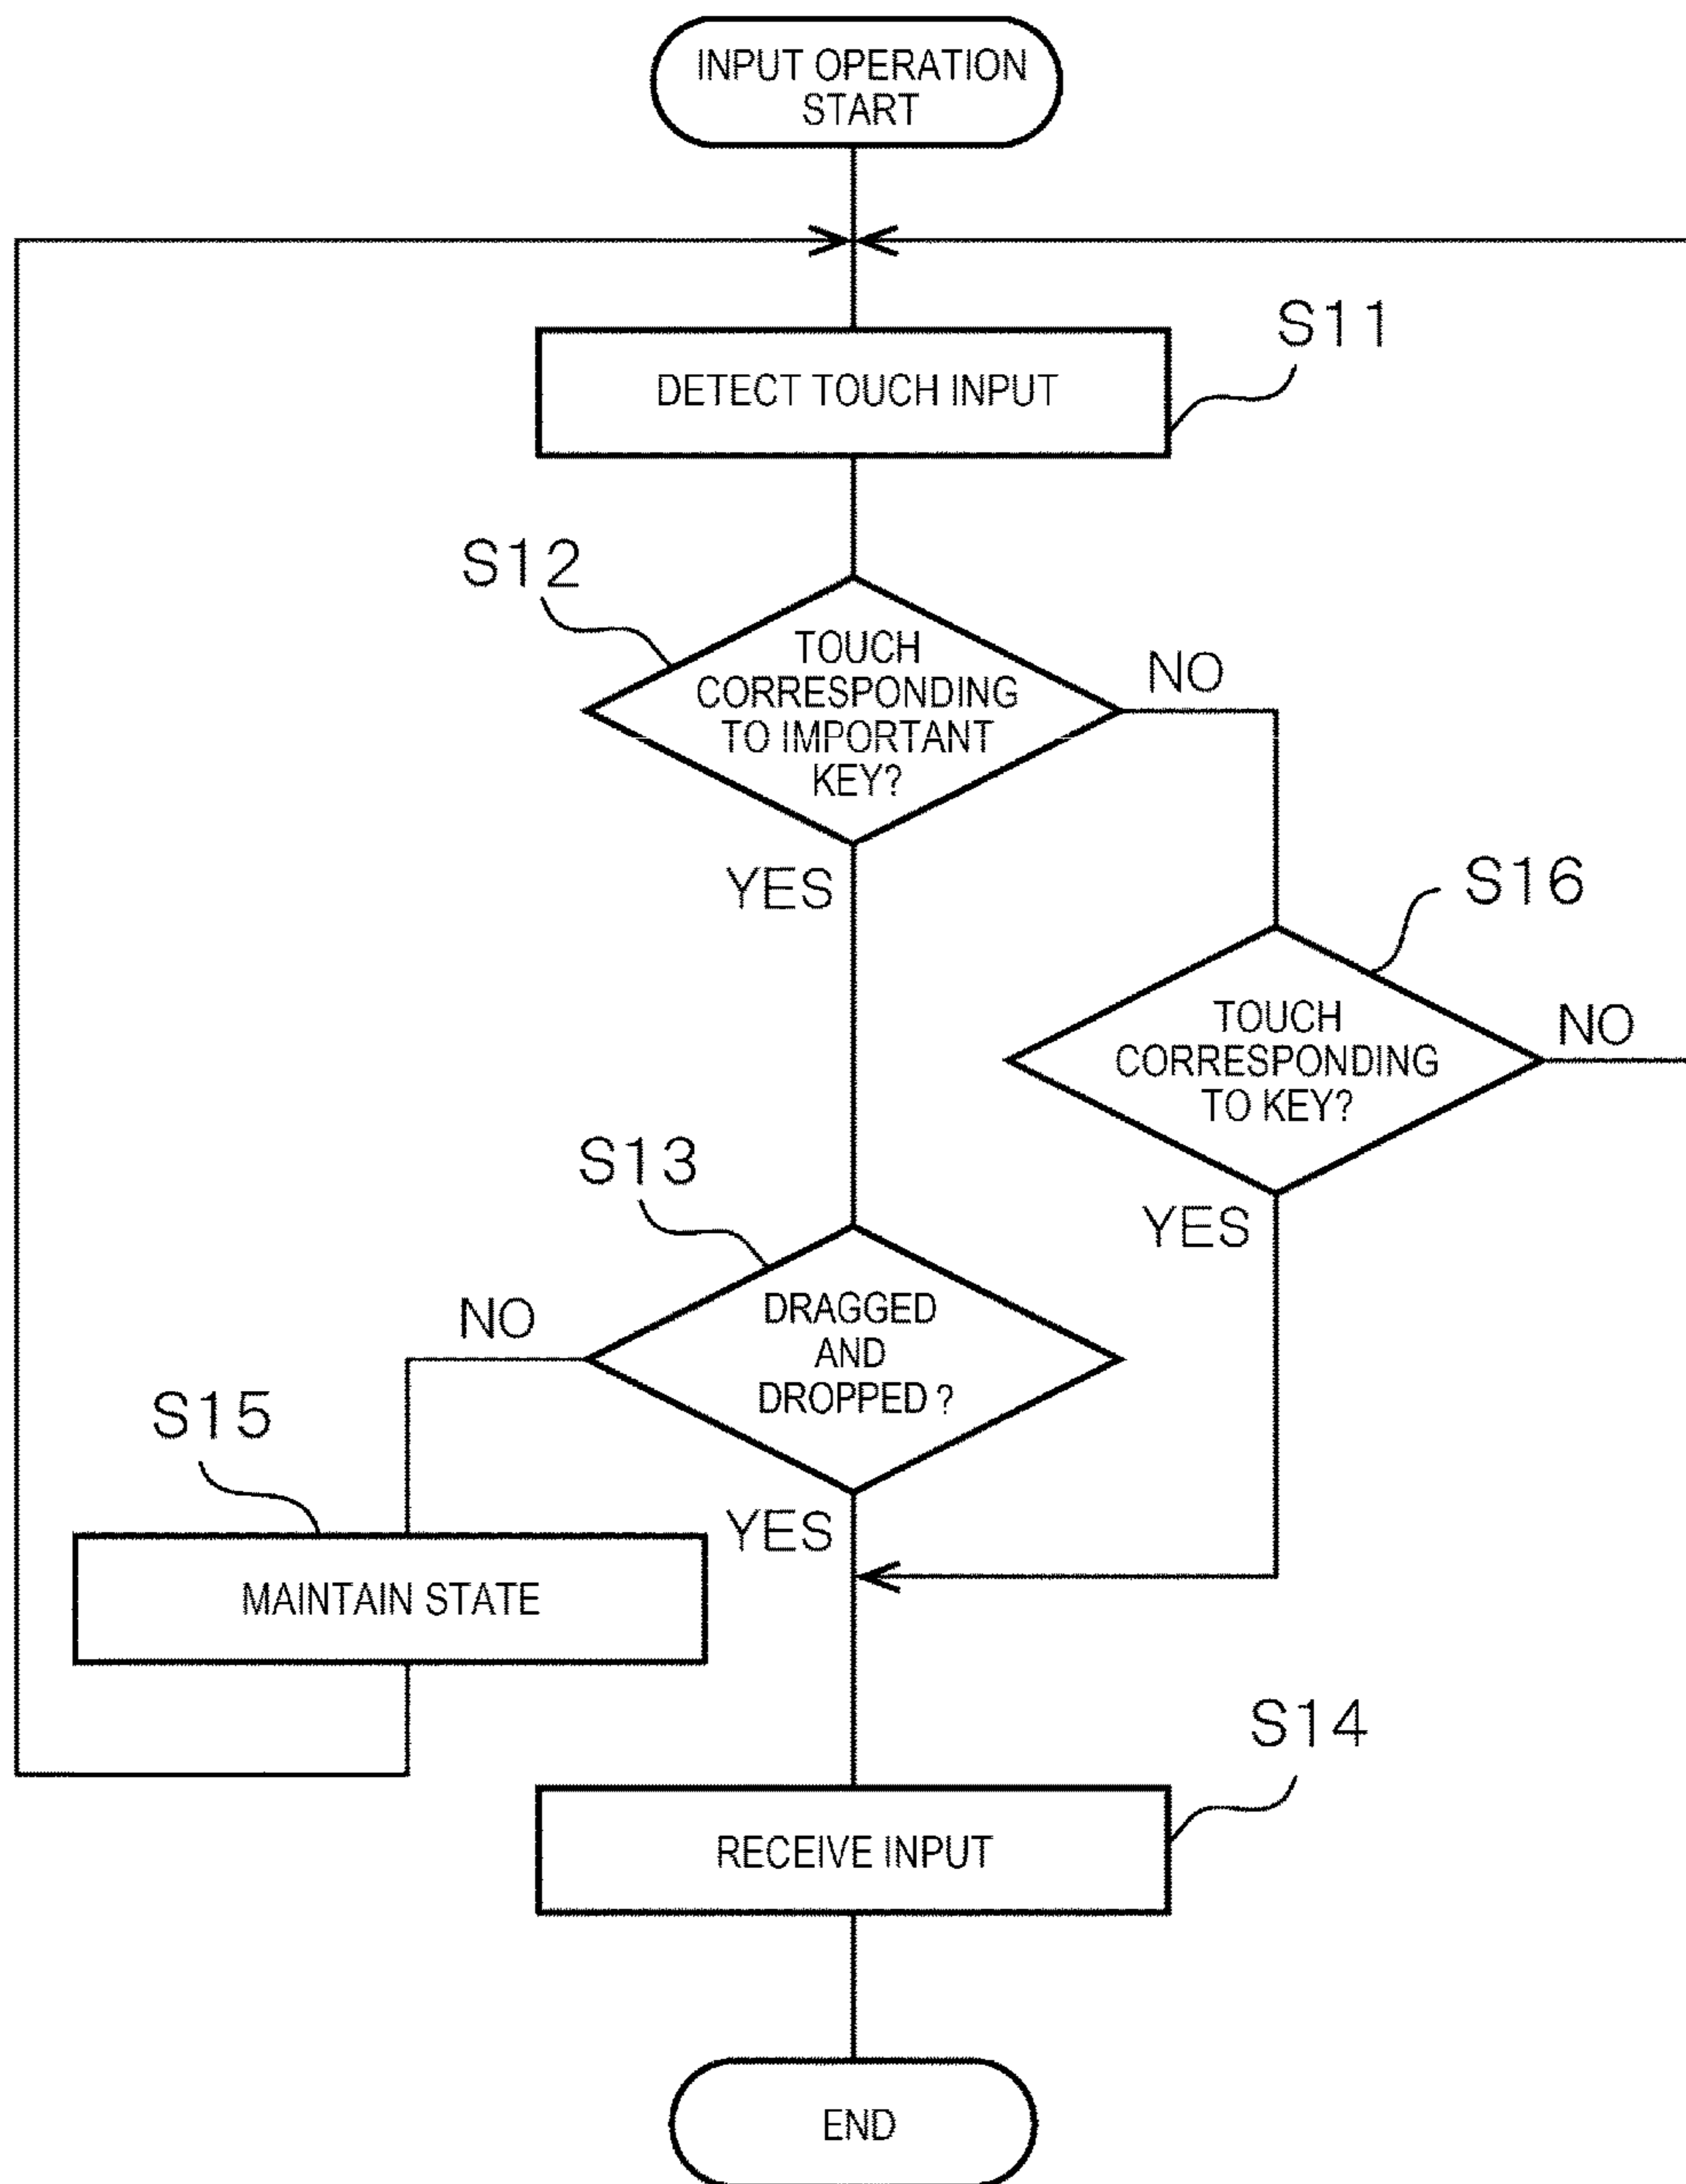 INPUT OPERATION
START
S11
DETECT TOUCH INPUT
S12
TOUCH
CORRESPONDING
TO IMPORTANT
KEY?
NO
YES
S16
TOUCH
CORRESPONDING
TO KEY?
NO
YES
S13
DRAGGED
AND
DROPPED ?
NO
YES
S15
MAINTAIN STATE
S14
RECEIVE INPUT
END